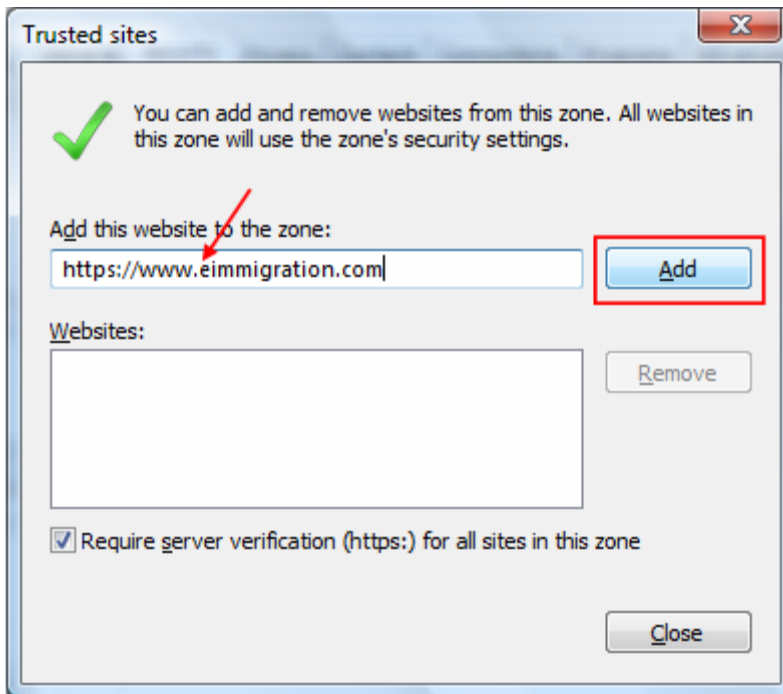 Trusted sites
You can add and remove websites from this zone. All websites in
this zone will use the zone's security settings.
Add this website to the zone:
https://www.eimmigration.com
Add
Websites:
Remove
Require server verification (https:) for all sites in this zone
Close